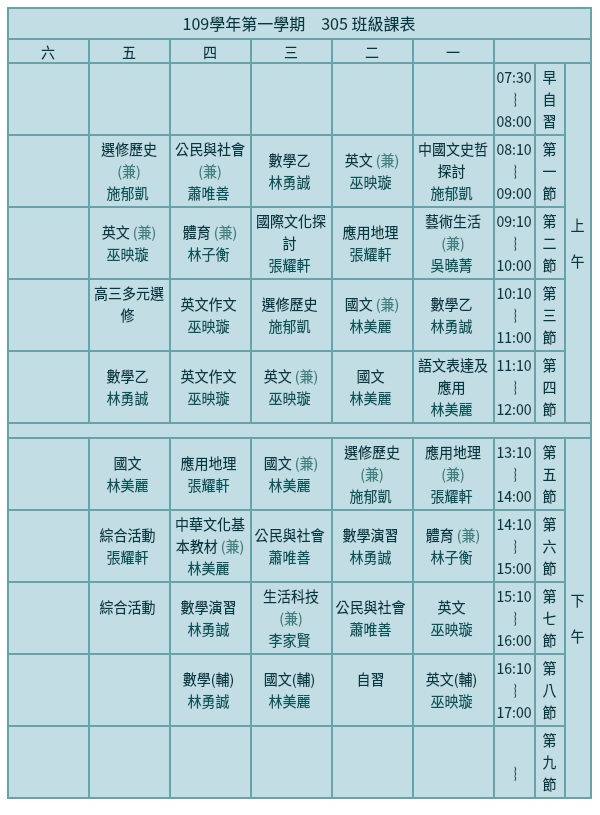 109學年第一學期 305 班級課表
六 五 四 三 二 一
07:30
⌇
08:00
早
自
習
選修歷史
(兼)
施郁凱
公民與社會
(兼)
蕭唯善
數學乙
林勇誠
英文 (兼)
巫映璇
中國文史哲
探討
施郁凱
08:10
⌇
09:00
第
一
節
英文 (兼)
巫映璇
體育 (兼)
林子衡
國際文化探
討
張耀軒
應用地理
張耀軒
藝術生活
(兼)
吳曉菁
09:10
⌇
10:00
第
二
節
上
午
高三多元選
修
英文作文
巫映璇
選修歷史
施郁凱
國文 (兼)
林美麗
數學乙
林勇誠
10:10
⌇
11:00
第
三
節
數學乙
林勇誠
英文作文
巫映璇
英文 (兼)
巫映璇
國文
林美麗
語文表達及
應用
林美麗
11:10
⌇
12:00
第
四
節
國文
林美麗
應用地理
張耀軒
國文 (兼)
林美麗
選修歷史
(兼)
施郁凱
應用地理
(兼)
張耀軒
13:10
⌇
14:00
第
五
節
綜合活動
張耀軒
中華文化基
本教材 (兼)
林美麗
公民與社會
蕭唯善
數學演習
林勇誠
體育 (兼)
林子衡
14:10
⌇
15:00
第
六
節
綜合活動
數學演習
林勇誠
生活科技
(兼)
李家賢
公民與社會
蕭唯善
英文
巫映璇
15:10
⌇
16:00
第
七
節
下
午
數學(輔)
林勇誠
國文(輔)
林美麗
自習
英文(輔)
巫映璇
16:10
⌇
17:00
第
八
節
⌇
第
九
節